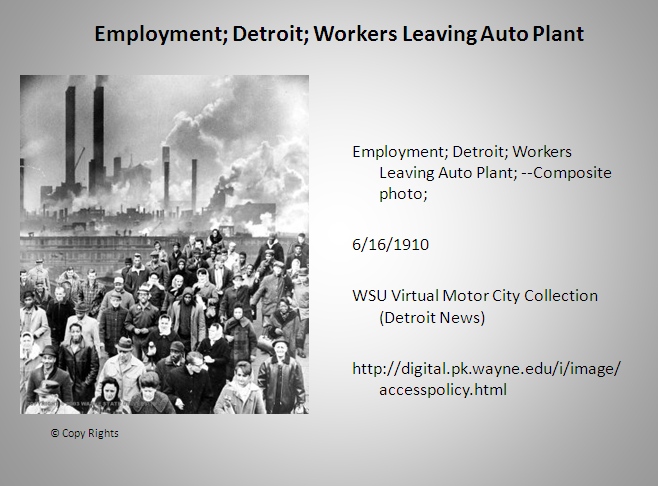 Employment; Detroit; Workers Leaving Auto Plant
Employment; Detroit; Workers
Leaving Auto Plant; --Composite
photo;
6/16/1910
WSU Virtual Motor City Collection
(Detroit News)
http://digital.pk.wayne.edu/i/image/
accesspolicy.html
© Copy Rights